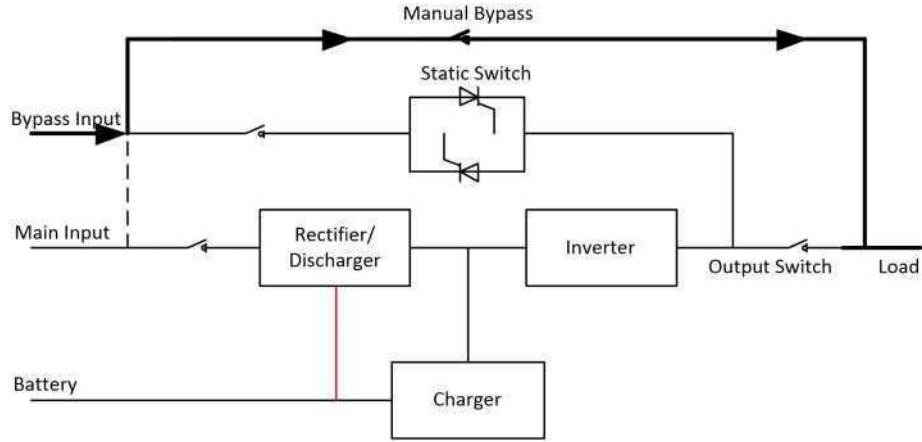 Manual Bypass
Static Switch
Bypass Input
Main Input
Rectifier/
Discharger
Inverter
Output Switch
Load
Battery
Charger